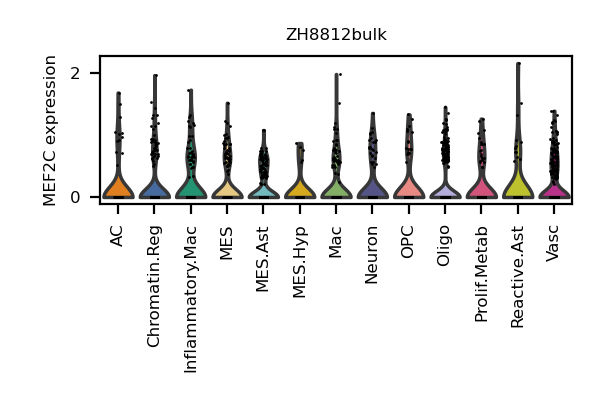 ZH8812bulk
MEF2C expression
2
0
AC
Chromatin.Reg
Inflammatory.Mac
MES
MES.Ast
MES.Hyp
Mac
Neuron
OPC
Oligo
Prolif.Metab
Reactive.Ast
Vasc